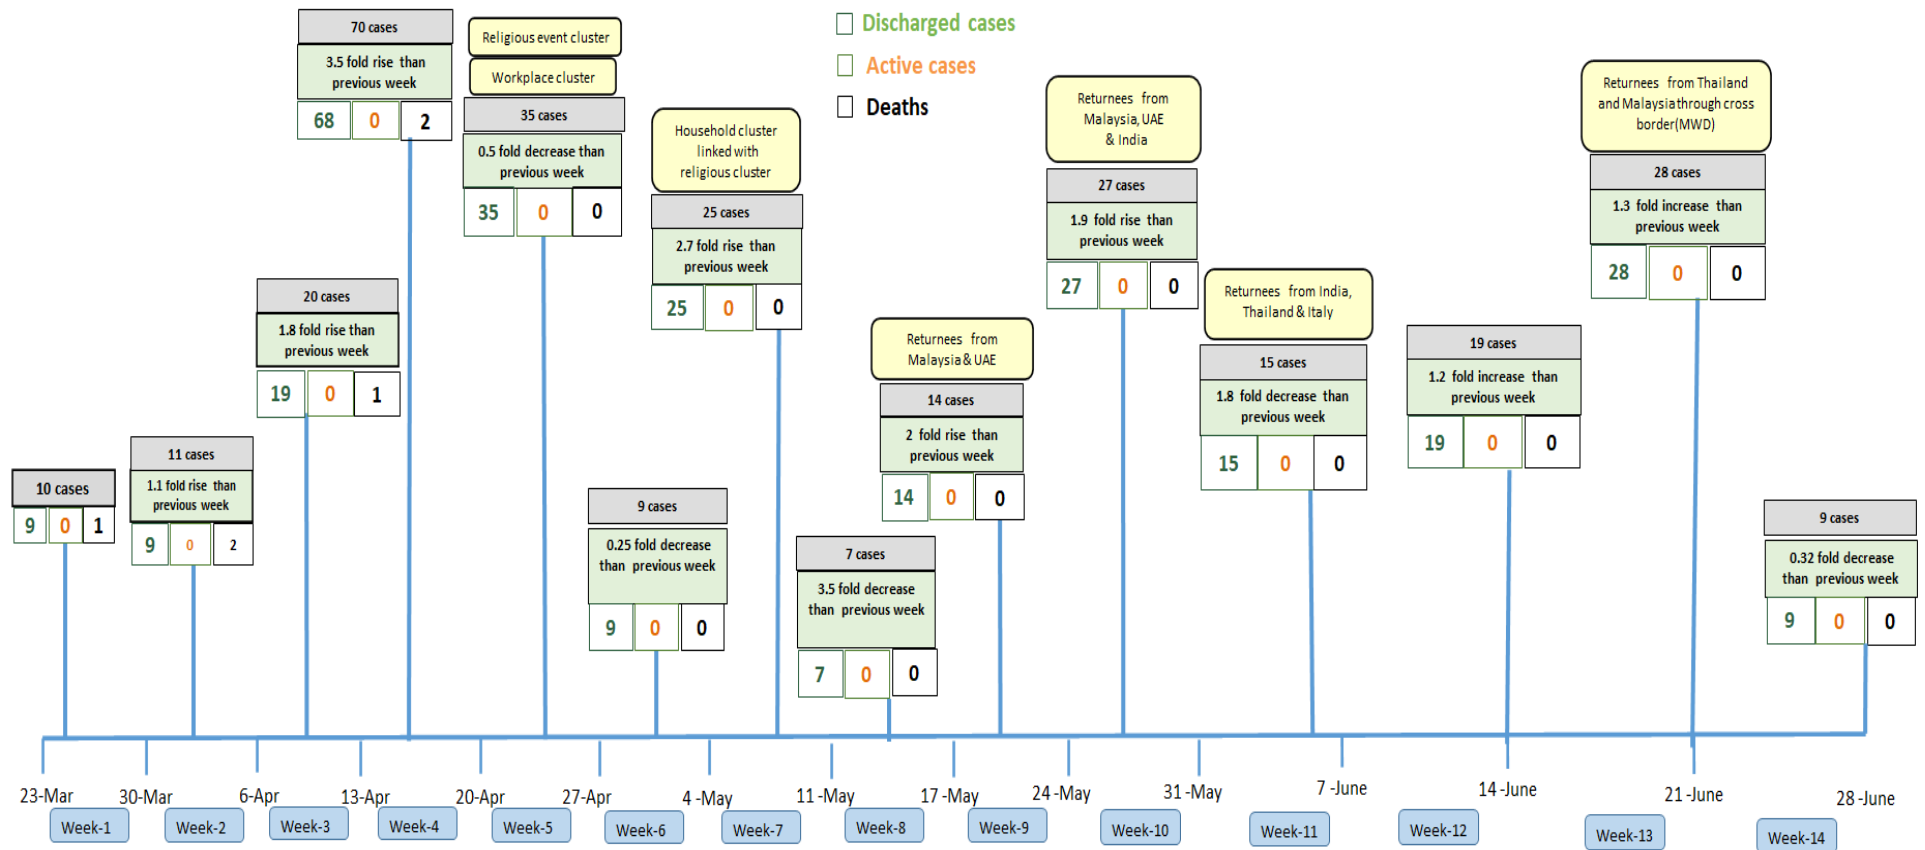 Discharged cases
Active cases
Deaths
10 cases
9 0 1
11 cases
1.1 fold rise than
previous week
9 0 2
20 cases
1.8 fold rise than
previous week
19 0 1
70 cases
3.5 fold rise than
previous week
68 0 2
Religious event cluster
Workplace cluster
35 cases
0.5 fold decrease than
previous week
35 0 0
9 cases
0.25 fold decrease
than previous week
9 0 0
Household cluster
linked with
religious cluster
25 cases
2.7 fold rise than
previous week
25 0 0
7 cases
3.5 fold decrease
than previous week
7 0 0
Returnees from
Malaysia & UAE
14 cases
2 fold rise than
previous week
14 0 0
Returnees from
Malaysia, UAE
& India
27 cases
1.9 fold rise than
previous week
27 0 0
Returnees from India,
Thailand & Italy
15 cases
1.8 fold decrease than
previous week
15 0 0
19 cases
1.2 fold increase than
previous week
19 0 0
Returnees from Thailand
and Malaysia through cross
border(MWD)
28 cases
1.3 fold increase than
previous week
28 0 0
9 cases
0.32 fold decrease
than previous week
9 0 0
23-Mar 30-Mar 6-Apr 13-Apr 20-Apr 27-Apr 4 -May 11 -May 17 -May 24 -May 31-May 7 -June 14 -June 21 -June 28 -June
Week-1 Week-2 Week-3 Week-4 Week-5 Week-6 Week-7 Week-8 Week-9 Week-10 Week-11 Week-12 Week-13 Week-14